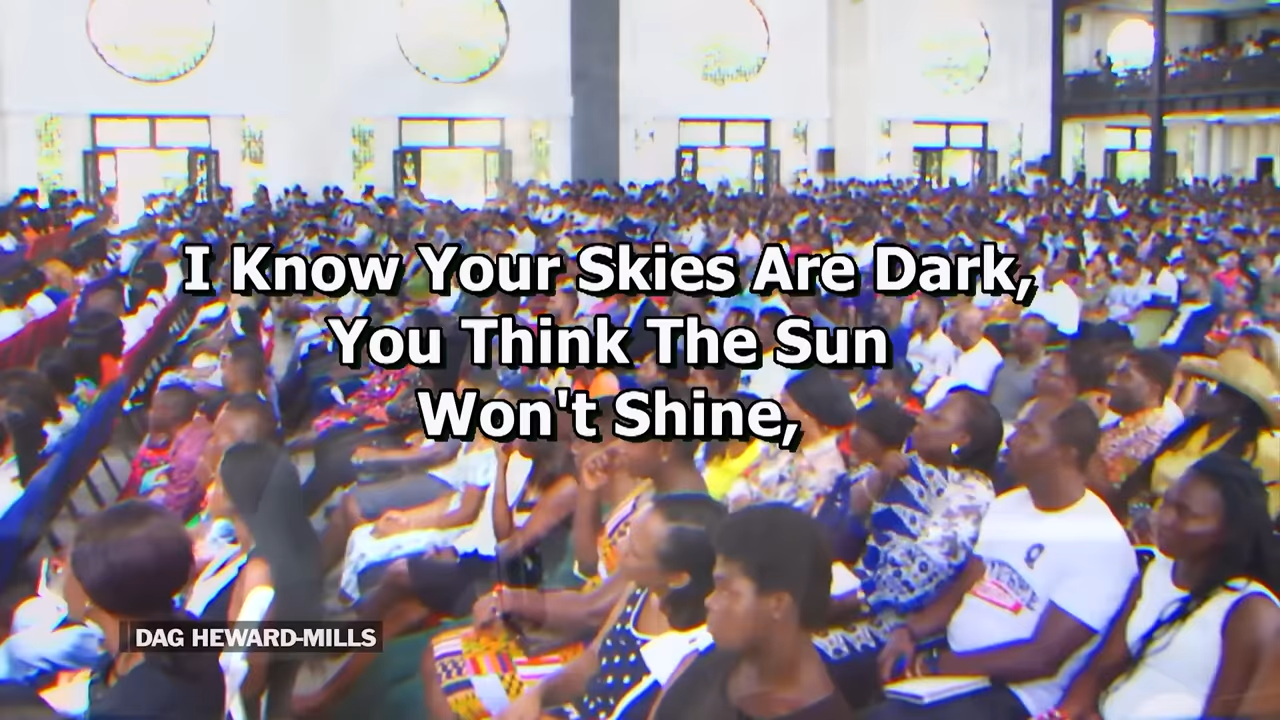 I Know Your Skies Are Dark,
You Think The Sun
Won't Shine,
DAG HEWARD-MILLS